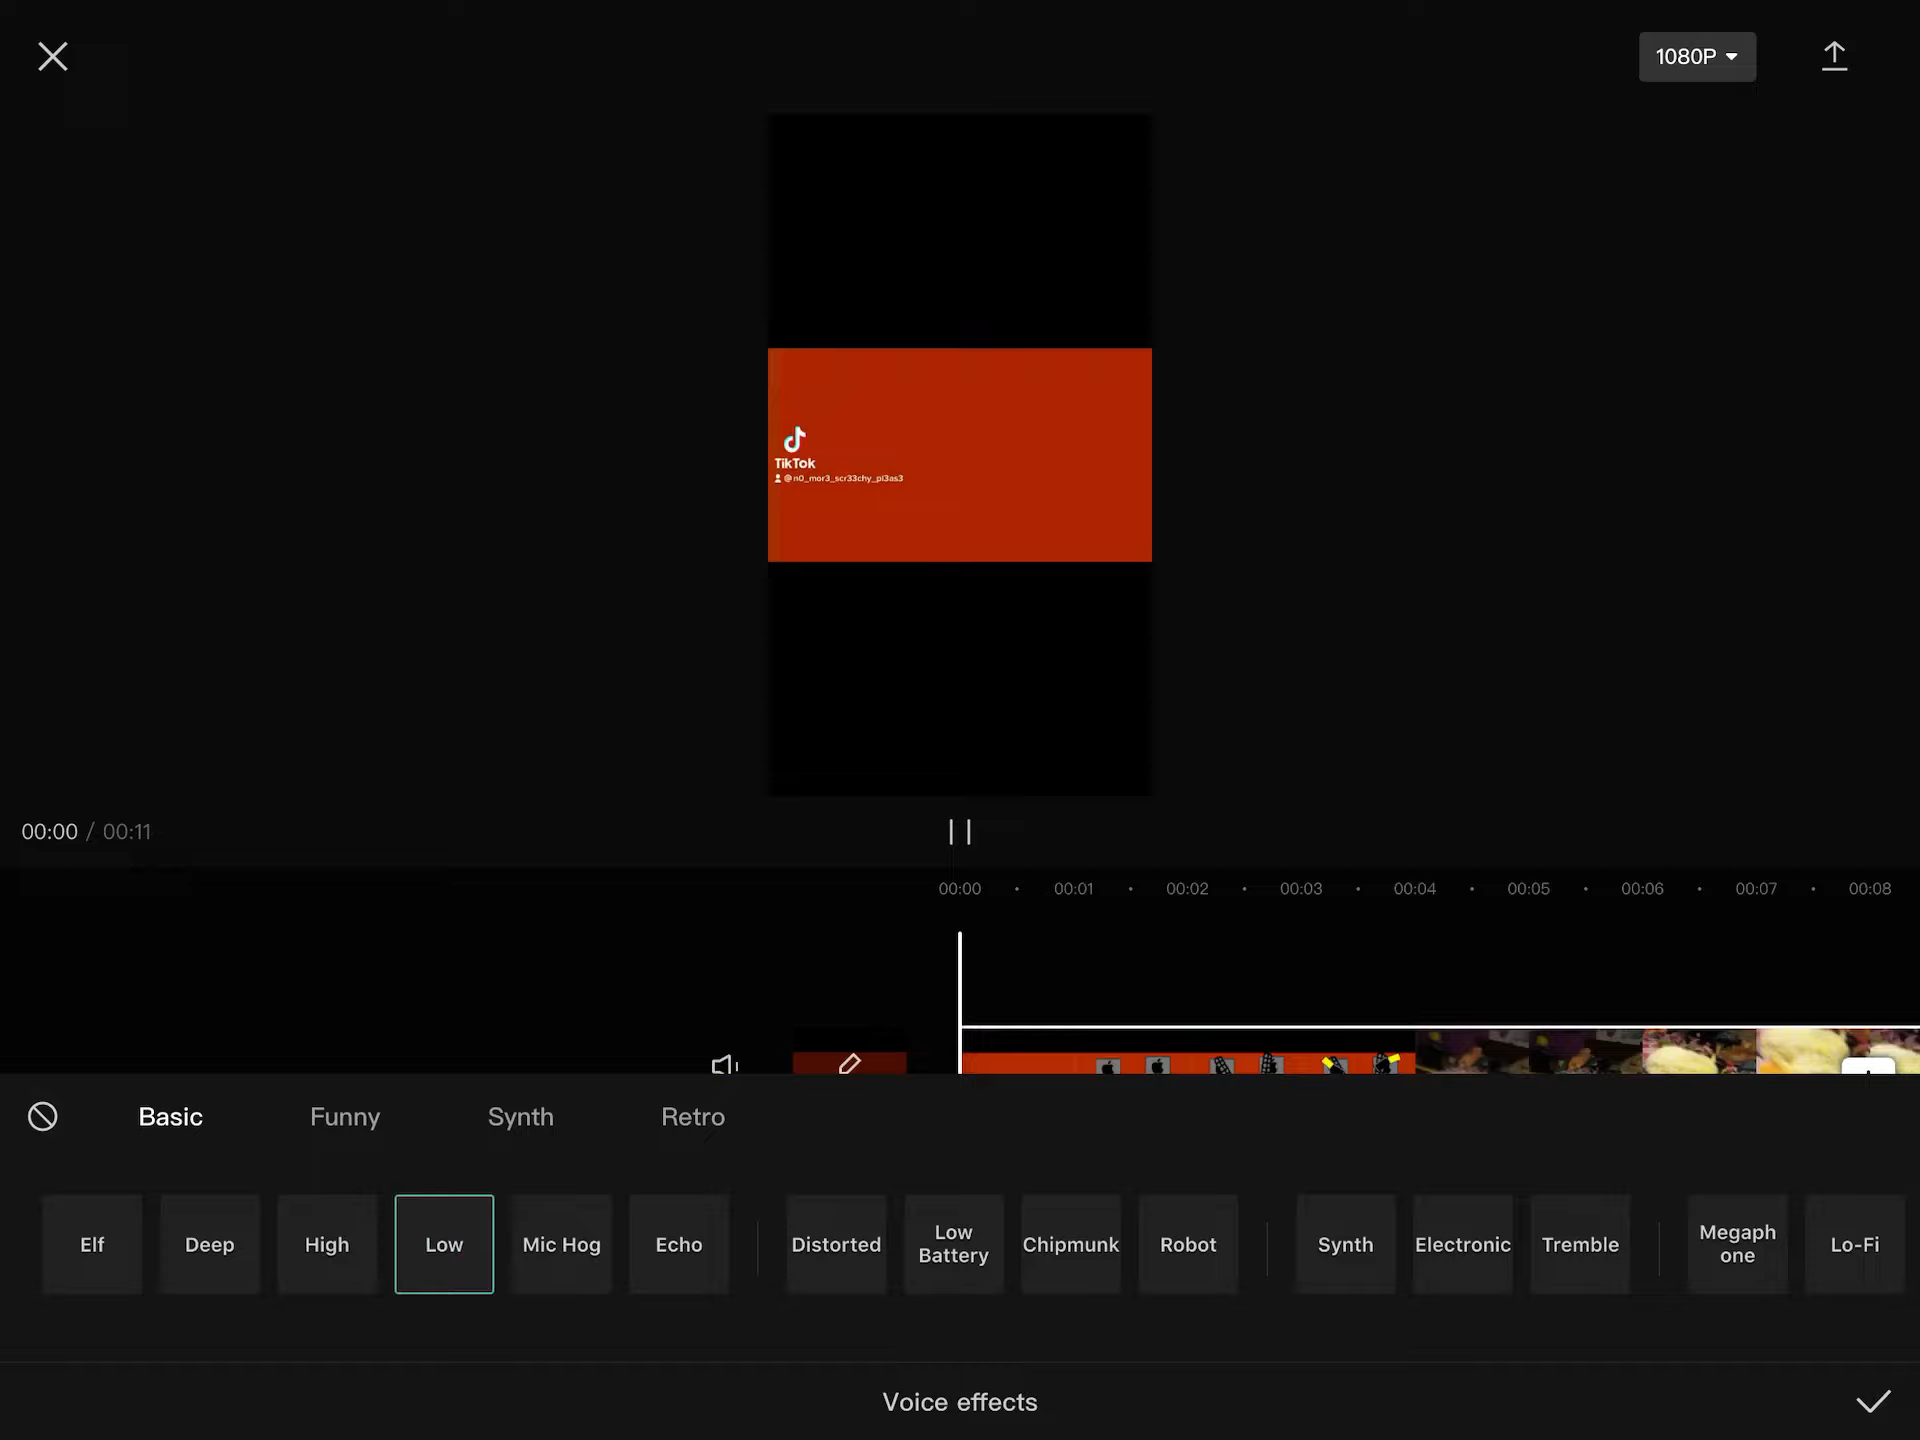 1080P
TikTok
@n0_mor3_scr33chy_pl3as3
00:00 / 00:11
00:00 00:01 00:02 00:03 00:04 00:05 00:06 00:07 00:08
Basic Funny Synth Retro
Elf Deep High Low Mic Hog Echo Distorted Low Battery Chipmunk Robot Synth Electronic Tremble Megaphone Lo-Fi
Voice effects